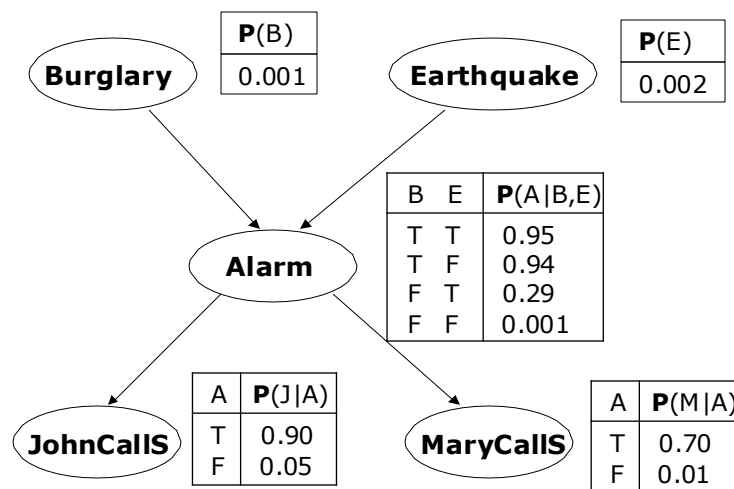 P(B)
0.001
Burglary
P(E)
0.002
Earthquake
B E P(A|B,E)
T T 0.95
T F 0.94
F T 0.29
F F 0.001
Alarm
A P(J|A)
T 0.90
F 0.05
JohnCallS
A P(M|A)
T 0.70
F 0.01
MaryCallS